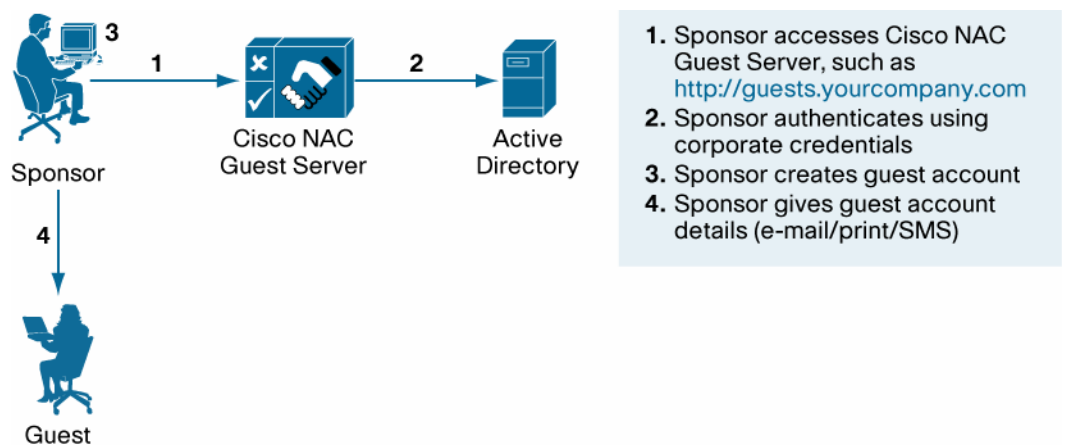 3
1
2
Cisco NAC
Guest Server
Active
Directory
Sponsor
4
Guest
1. Sponsor accesses Cisco NAC
Guest Server, such as
http://guests.yourcompany.com
2. Sponsor authenticates using
corporate credentials
3. Sponsor creates guest account
4. Sponsor gives guest account
details (e-mail/print/SMS)